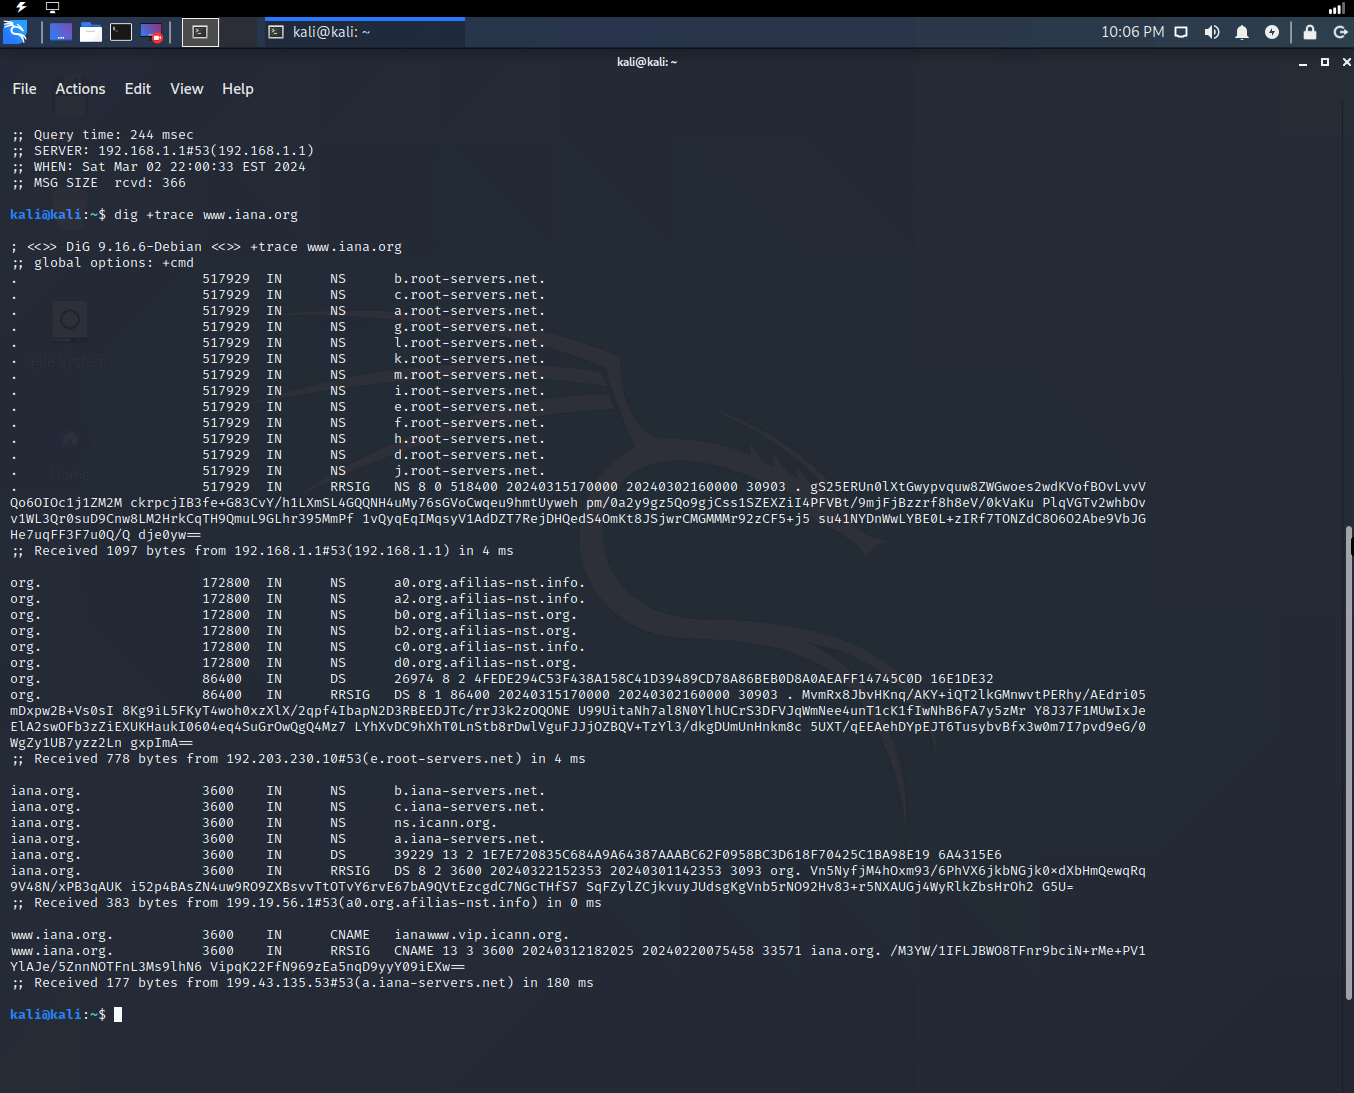 kali@kali: ~
10:06 PM
kali@kali: ~
File Actions Edit View Help
;; Query time: 244 msec
;; SERVER: 192.168.1.1#53(192.168.1.1)
;; WHEN: Sat Mar 02 22:00:33 EST 2024
;; MSG SIZE rcvd: 366
kali@kali:~$ dig +trace www.iana.org
; <<>> DiG 9.16.6-Debian <<>> +trace www.iana.org
;; global options: +cmd
. 517929 IN NS b.root-servers.net.
. 517929 IN NS c.root-servers.net.
. 517929 IN NS a.root-servers.net.
. 517929 IN NS g.root-servers.net.
. 517929 IN NS l.root-servers.net.
. 517929 IN NS k.root-servers.net.
. 517929 IN NS m.root-servers.net.
. 517929 IN NS i.root-servers.net.
. 517929 IN NS e.root-servers.net.
. 517929 IN NS f.root-servers.net.
. 517929 IN NS h.root-servers.net.
. 517929 IN NS d.root-servers.net.
. 517929 IN NS j.root-servers.net.
. 517929 IN RRSIG NS 8 0 518400 20240315170000 20240302160000 30903 . gS25ERUn0lXtGwypvquw8ZWGwoes2wdKVofBOvLvvV
Qo6OIOc1j1ZM2M ckrpcjIB3fe+G83CvY/h1LXmSL4GQQNH4uMy76sGVoCwqeu9hmtUyweh pm/0a2y9gz5Qo9gjCss1SZEXZiI4PFVBt/9mjFjBzzrf8h8eV/0kVaKu PlqVGTv2whbOv
v1WL3Qr0suD9Cnw8LM2HrkCqTH9QmuL9GLhr395MmPf 1vQyqEqIMqsyV1AdDZT7RejDHQedS4OmKt8JSjwrCMGMMMr92zCF5+j5 su41NYDnWwLYBE0L+zIRf7TONZdC8O6O2Abe9VbJG
He7uqFF3F7u0Q/Q dje0yw==
;; Received 1097 bytes from 192.168.1.1#53(192.168.1.1) in 4 ms
org. 172800 IN NS a0.org.afilias-nst.info.
org. 172800 IN NS a2.org.afilias-nst.info.
org. 172800 IN NS b0.org.afilias-nst.org.
org. 172800 IN NS b2.org.afilias-nst.org.
org. 172800 IN NS c0.org.afilias-nst.info.
org. 172800 IN NS d0.org.afilias-nst.org.
org. 86400 IN DS 26974 8 2 4FEDE294C53F438A158C41D39489CD78A86BEB0D8A0AEAFF14745C0D 16E1DE32
org. 86400 IN RRSIG DS 8 1 86400 20240315170000 20240302160000 30903 . MvmRx8JbvHKnq/AKY+iQT2lkGMnwvtPERhy/AEdri05
mDxpw2B+Vs0sI 8Kg9iL5FKyT4woh0xzXlX/2qpf4IbapN2D3RBEEDJTc/rrJ3k2zOQONE U99UitaNh7al8N0YlhUCrS3DFVJqWmNee4unT1cK1fIwNhB6FA7y5zMr Y8J37F1MUwIxJe
ElA2swOFb3zZiEXUKHaukI0604eq4SuGrOwQgQ4Mz7 LYhXvDC9hXhT0LnStb8rDwlVguFJJjOZBQV+TzYl3/dkgDUmUnHnkm8c 5UXT/qEEAehDYpEJT6TusybvBfx3w0m7I7pvd9eG/0
WgZy1UB7yzz2Ln gxpImA==
;; Received 778 bytes from 192.203.230.10#53(e.root-servers.net) in 4 ms
iana.org. 3600 IN NS b.iana-servers.net.
iana.org. 3600 IN NS c.iana-servers.net.
iana.org. 3600 IN NS ns.icann.org.
iana.org. 3600 IN NS a.iana-servers.net.
iana.org. 3600 IN DS 39229 13 2 1E7E720835C684A9A64387AAABC62F0958BC3D618F70425C1BA98E19 6A4315E6
iana.org. 3600 IN RRSIG DS 8 2 3600 20240322152353 20240301142353 3093 org. Vn5NyfjM4hOxm93/6PhVX6jkbNGjk0xdXbHmQewqRq
9V48N/xPB3qAUK i52p4BAsZN4uw9RO9ZXBsvvTtOTvY6rvE67bA9QVtEzcgdC7NGcTHfS7 SqFZylZCjkvuyJUdsgKgVnb5rNO92Hv83+r5NXAUGj4WyRlkZbsHrOh2 G5U=
;; Received 383 bytes from 199.19.56.1#53(a0.org.afilias-nst.info) in 0 ms
www.iana.org. 3600 IN CNAME ianawww.vip.icann.org.
www.iana.org. 3600 IN RRSIG CNAME 13 3 3600 20240312182025 20240220075458 33571 iana.org. /M3YW/1IFLJBWO8TFnr9bciN+rMe+PV1
YlAJe/5ZnnNOTFnL3Ms9lhN6 VipqK22FfN969zEa5nqD9yyY09iEXw==
;; Received 177 bytes from 199.43.135.53#53(a.iana-servers.net) in 180 ms
kali@kali:~$
File System
Home